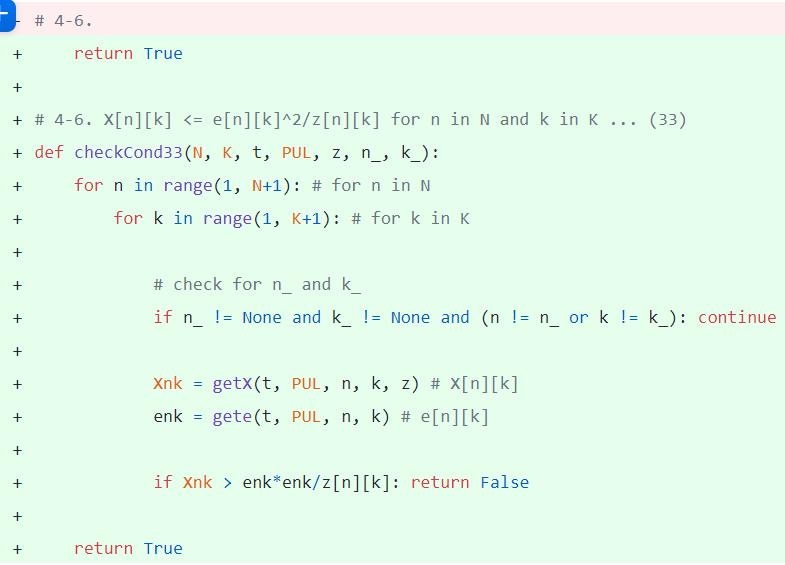 - # 4-6.
+     return True
+
+ # 4-6. X[n][k] <= e[n][k]^2/z[n][k] for n in N and k in K ... (33)
+ def checkCond33(N, K, t, PUL, z, n_, k_):
+     for n in range(1, N+1): # for n in N
+         for k in range(1, K+1): # for k in K
+
+             # check for n_ and k_
+             if n_ != None and k_ != None and (n != n_ or k != k_): continue
+
+             Xnk = getX(t, PUL, n, k, z) # X[n][k]
+             enk = gete(t, PUL, n, k) # e[n][k]
+
+             if Xnk > enk*enk/z[n][k]: return False
+
+     return True